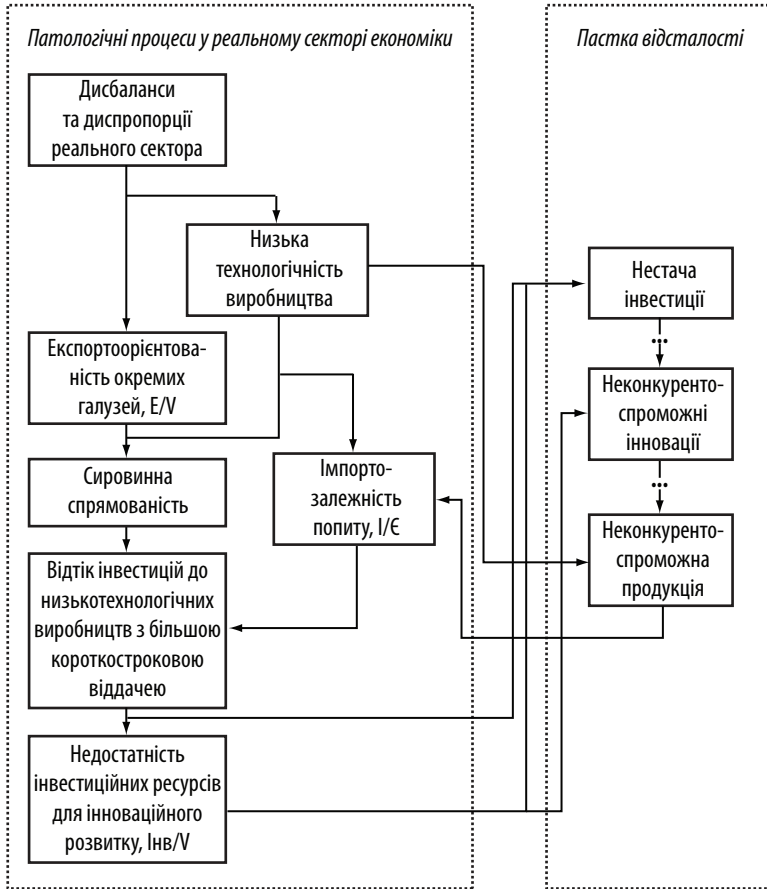 Патологічні процеси у реальному секторі економіки
Дисбаланси
та диспропорції
реального сектора
Низька
технологічність
виробництва
Експортоорієнтова-
ність окремих
галузей, E/V
Сировинна
спрямованість
Імпорто-
залежність
попиту, І/Є
Відтік інвестицій до
низькотехнологічних
виробництв з більшою
короткостроковою
віддачею
Недостатність
інвестиційних ресурсів
для інноваційного
розвитку, Інв/V
Пастка відсталості
Нестача
інвестиції
...
Неконкуренто-
спроможні
інновації
...
Неконкуренто-
спроможна
продукція